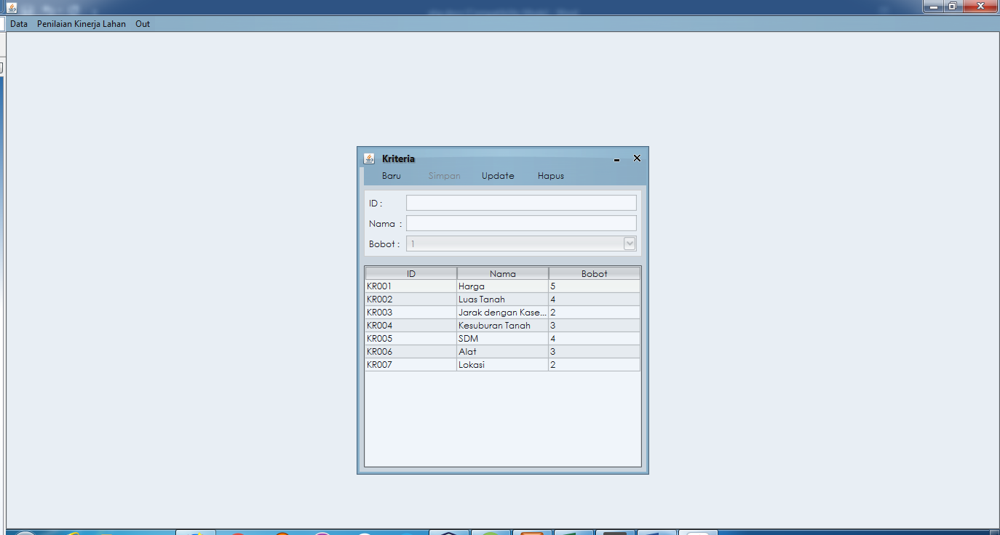 Data Penilaian Kinerja Lahan Out
Kriteria
Baru Simpan Update Hapus
ID :
Nama :
Bobot : 1
ID Nama Bobot
KR001 Harga 5
KR002 Luas Tanah 4
KR003 Jarak dengan Kase... 2
KR004 Kesuburan Tanah 3
KR005 SDM 4
KR006 Alat 3
KR007 Lokasi 2